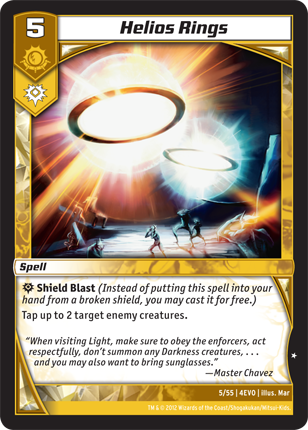 5
Helios Rings
Spell
Shield Blast (Instead of putting this spell into your
hand from a broken shield, you may cast it for free.)
Tap up to 2 target enemy creatures.
"When visiting Light, make sure to obey the enforcers, act
respectfully, don't summon any Darkness creatures, . . .
and you may also want to bring sunglasses."
—Master Chavez
5/55 | 4EVO | illus. Mar
TM & © 2012 Wizards of the Coast/Shogakukan/Mitsui-Kids